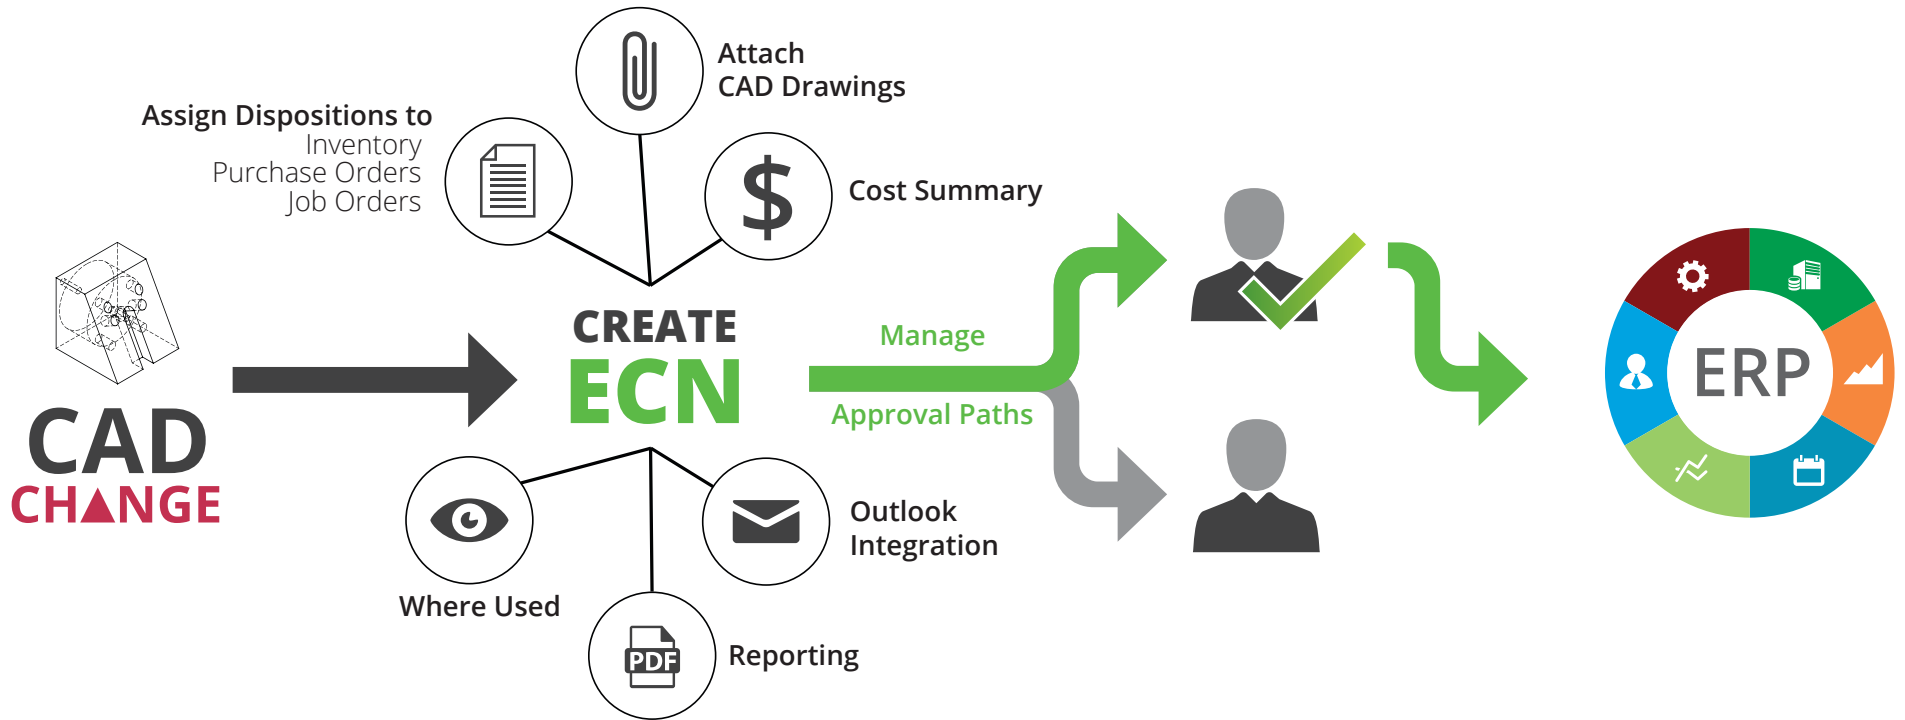 Attach
CAD Drawings
Assign Dispositions to
Inventory
Purchase Orders
Job Orders
$
Cost Summary
CAD
CHANGE
CREATE
ECN
Manage
Approval Paths
ERP
Where Used
Outlook
Integration
PDF
Reporting